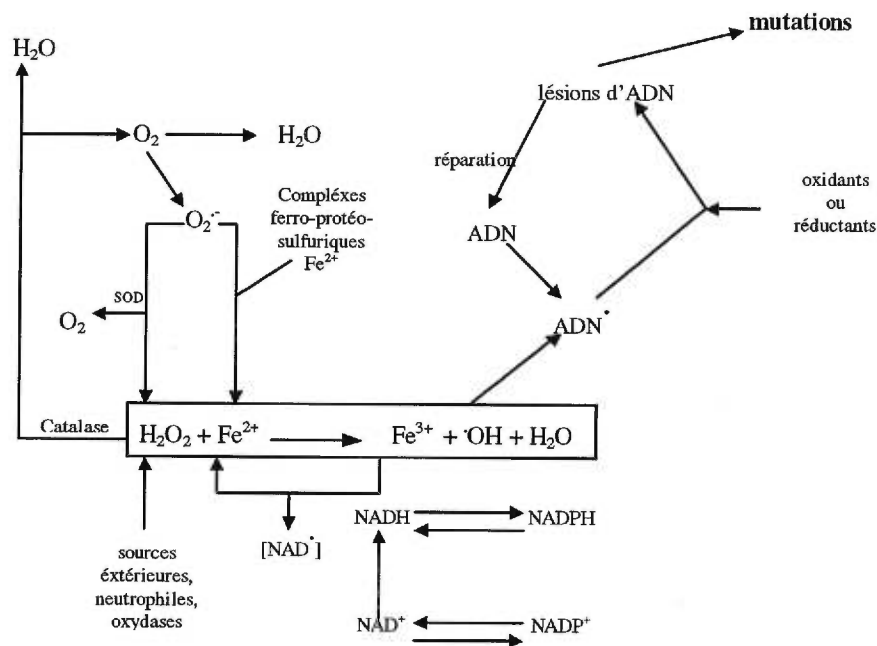 mutations
H₂O
lésions d'ADN
O₂
H₂O
réparation
Compléxes
ferro-protéo-
sulfuriques
Fe²⁺
oxidants
ou
réductants
O₂·⁻
ADN
SOD
O₂
ADN·
Catalase
H₂O₂ + Fe²⁺
Fe³⁺ + ·OH + H₂O
[NAD·]
NADH
NADPH
sources
éxtérieures,
neutrophiles,
oxydases
NAD⁺
NADP⁺